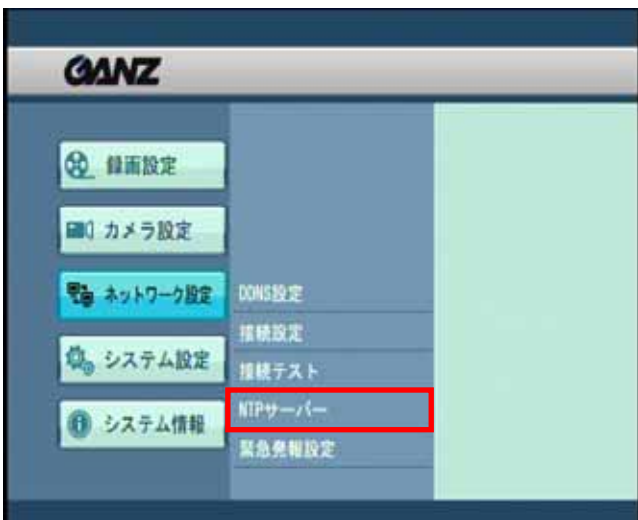 GANZ
録画設定
カメラ設定
ネットワーク設定
システム設定
システム情報
DDNS設定
接続設定
接続テスト
NTPサーバー
緊急発報設定